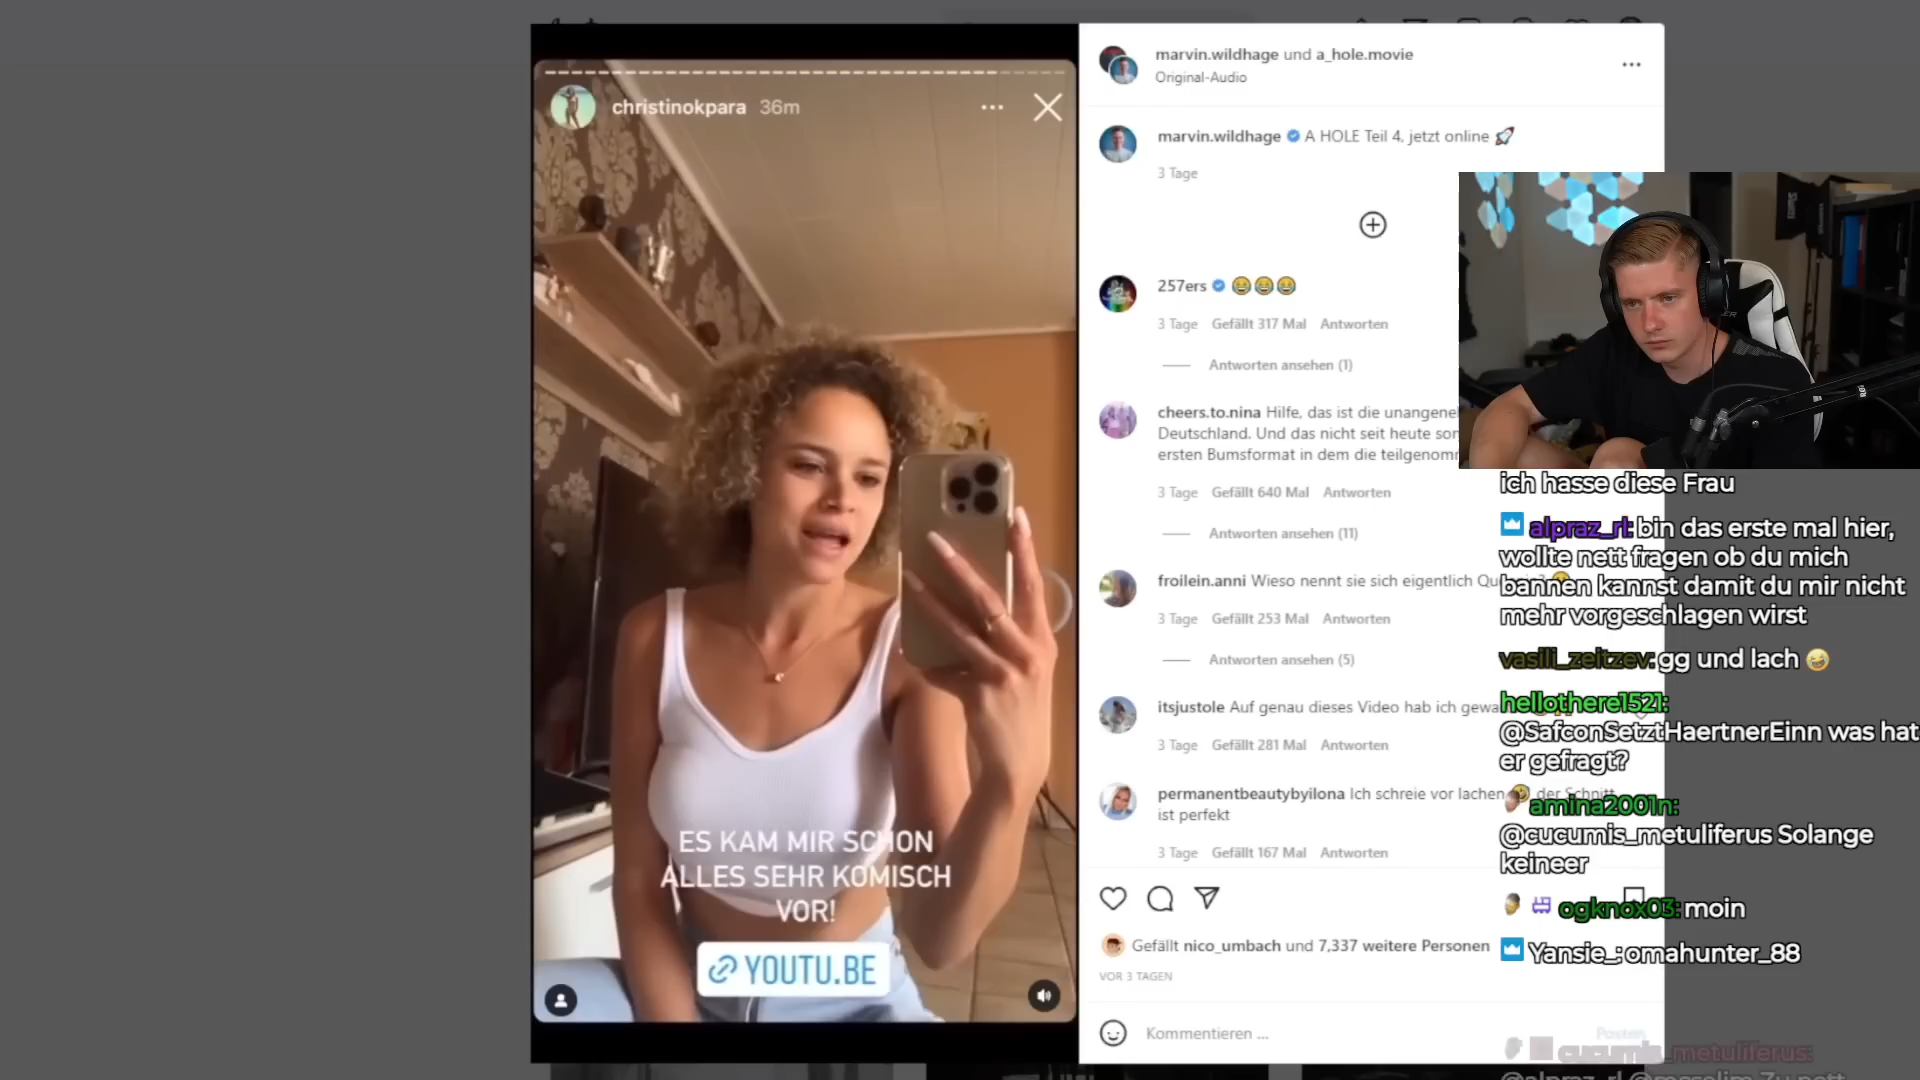 christinokpara 36m
ES KAM MIR SCHON
ALLES SEHR KOMISCH
VOR!
YOUTU.BE
marvin.wildhage und a_hole.movie
Original-Audio
marvin.wildhage A HOLE Teil 4, jetzt online 🚀
3 Tage
257ers 😂😂😂
3 Tage Gefällt 317 Mal Antworten
Antworten ansehen (1)
cheers.to.nina Hilfe, das ist die
Deutschland. Und das nicht seit heute
ersten Bumsformat in dem die
3 Tage Gefällt 640 Mal Antworten
Antworten ansehen (11)
froilein.anni Wieso nennt sie sich eigentlich
3 Tage Gefällt 253 Mal Antworten
Antworten ansehen (5)
itsjustole Auf genau dieses Video hab ich
3 Tage Gefällt 281 Mal Antworten
permanentbeautybyilona Ich schreie vor lachen der Schnitt
ist perfekt
3 Tage Gefällt 167 Mal Antworten
Gefällt nico_umbach und 7,337 weitere Personen
VOR 3 TAGEN
Kommentieren ...
Posten
ich hasse diese Frau
alpraz_rl: bin das erste mal hier,
wollte nett fragen ob du mich
bannen kannst damit du mir nicht
mehr vorgeschlagen wirst
vasili_zeitzev: gg und lach 😂
hellothere1521:
@SafconSetztHaertnerEinn was hat
er gefragt?
amina2001n:
@cucumis_metuliferus Solange
keineer
ogknox03: moin
Yansie_: omahunter_88
cucumis_metuliferus: